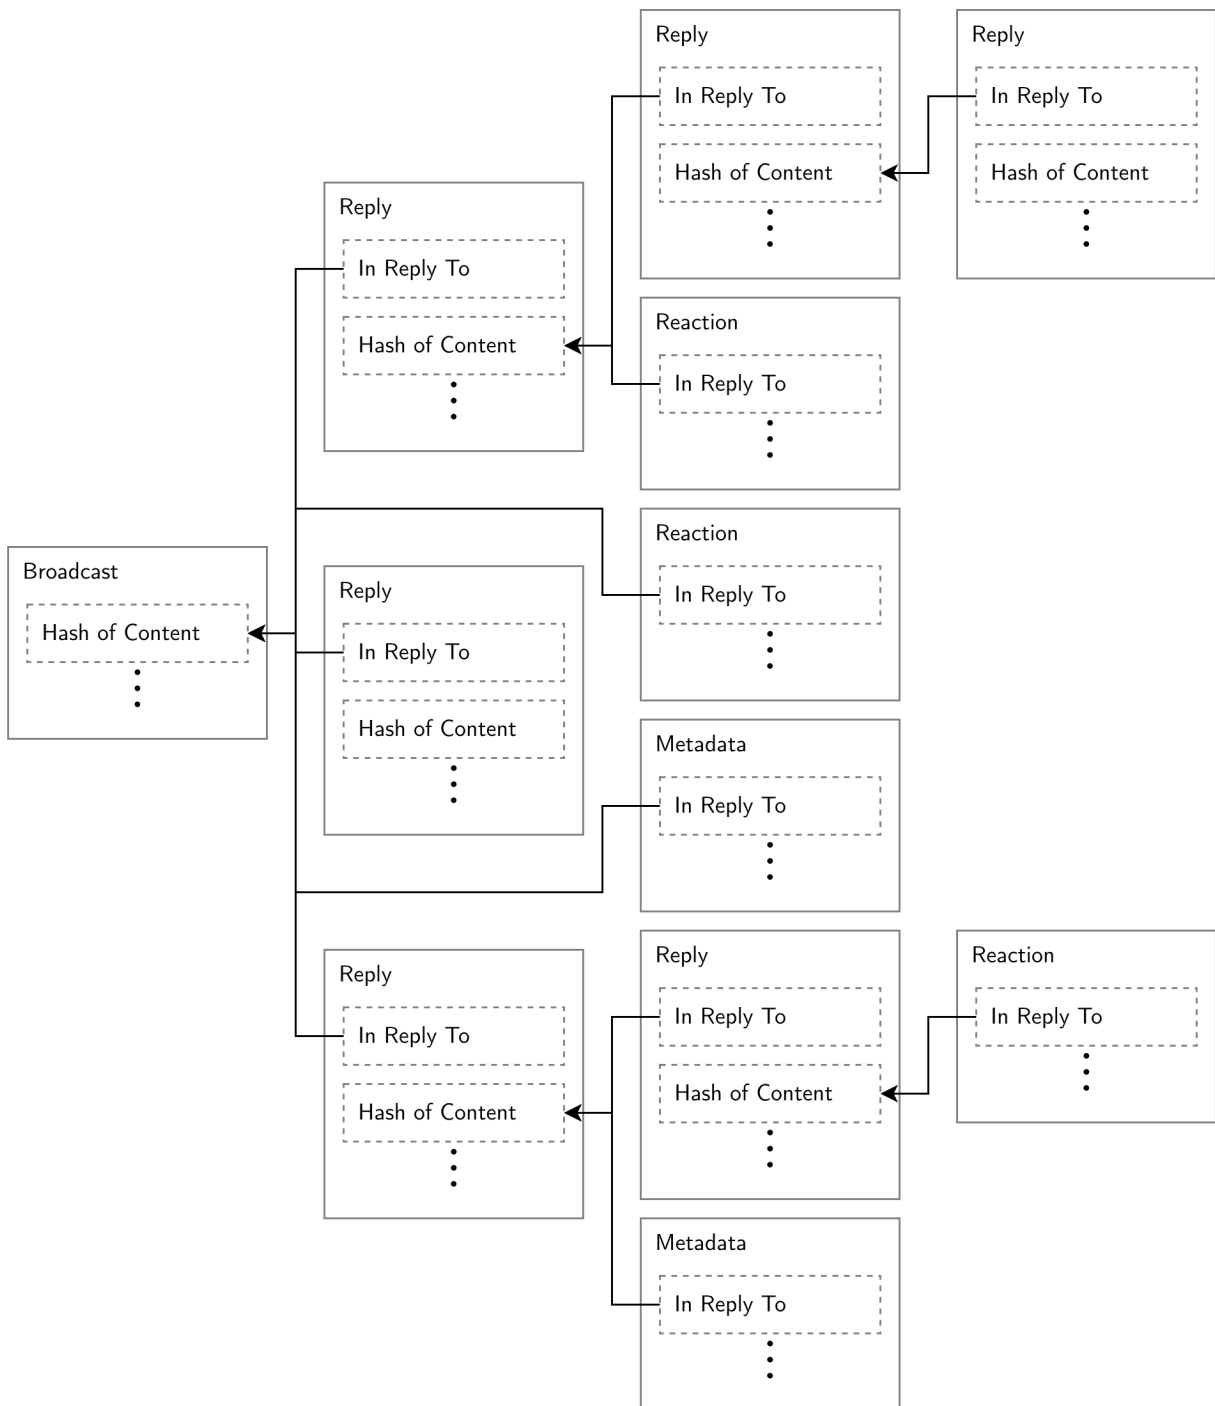 Reply
In Reply To
Hash of Content
Reply
In Reply To
Hash of Content
Reply
In Reply To
Hash of Content
Reaction
In Reply To
Reaction
In Reply To
Broadcast
Hash of Content
Reply
In Reply To
Hash of Content
Metadada
In Reply To
Reply
In Reply To
Hash of Content
Reply
In Reply To
Hash of Content
Reaction
In Reply To
Metadada
In Reply To